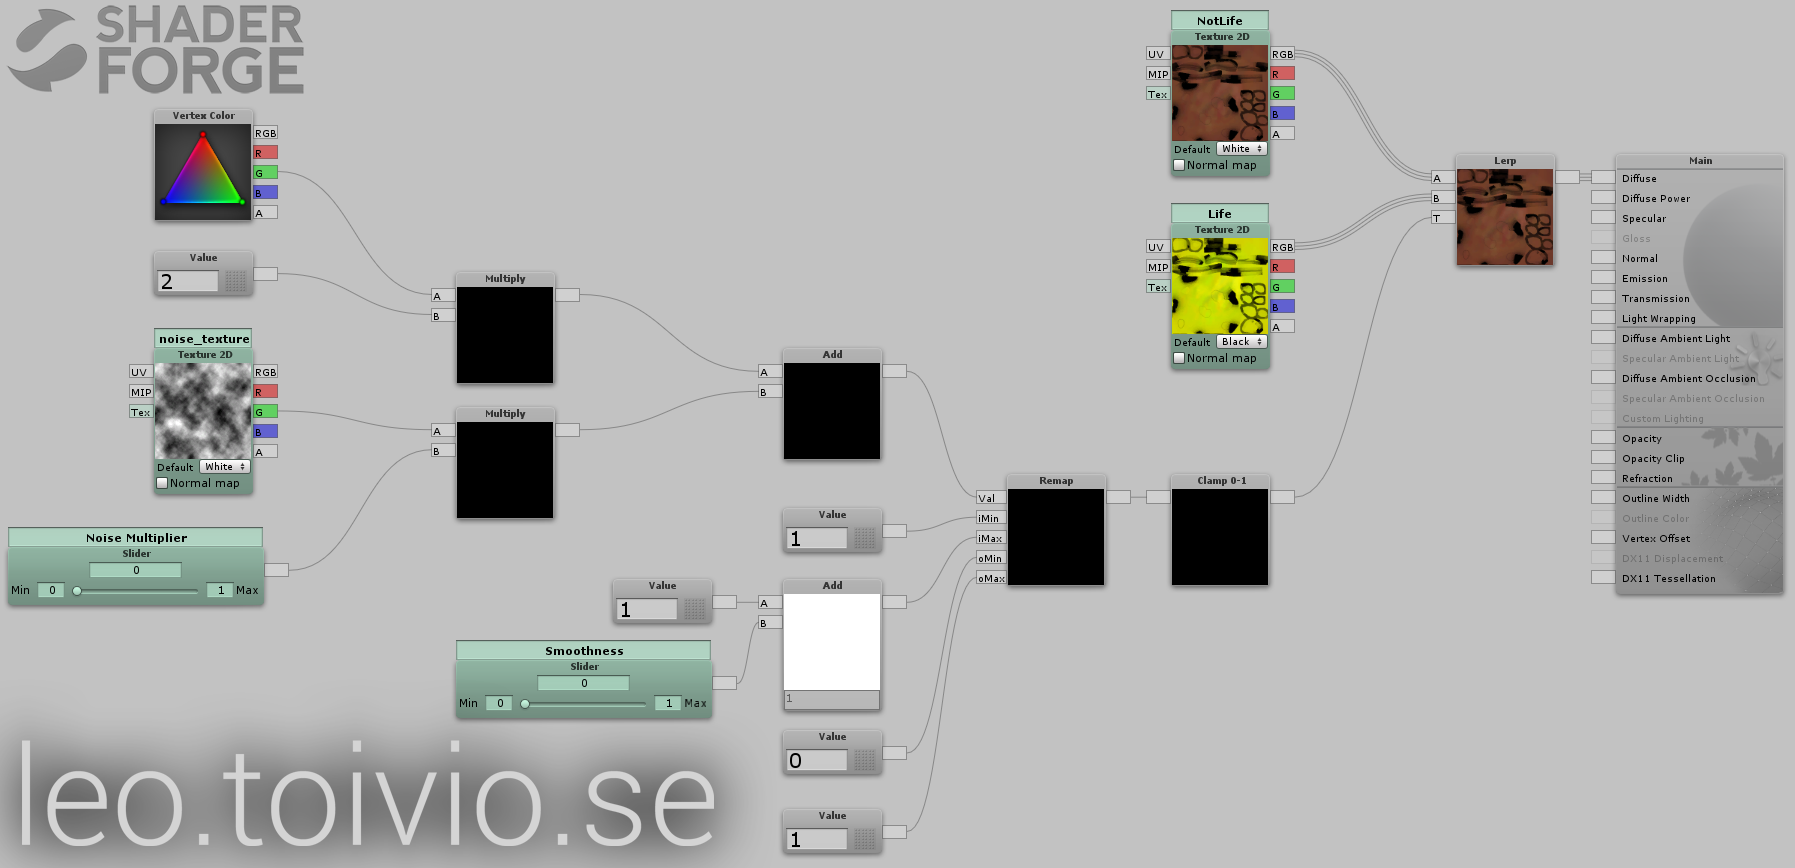 SHADER
FORGE
Vertex Color
RGB
R
G
B
A
Value
2
noise_texture
Texture 2D
UV
MIP
Tex
RGB
R
G
B
A
Default White
Normal map
Noise Multiplier
Slider
0
Min 0 1 Max
Multiply
A
B
Multiply
A
B
Value
1
Smoothness
Slider
0
Min 0 1 Max
Add
A
B
Value
1
Add
A
B
1
Value
0
Value
1
Remap
Val
iMin
iMax
oMin
oMax
Clamp 0-1
NotLife
Texture 2D
UV
MIP
Tex
RGB
R
G
B
A
Default White
Normal map
Life
Texture 2D
UV
MIP
Tex
RGB
R
G
B
A
Default Black
Normal map
Lerp
A
B
T
Main
Diffuse
Diffuse Power
Specular
Gloss
Normal
Emission
Transmission
Light Wrapping
Diffuse Ambient Light
Specular Ambient Light
Diffuse Ambient Occlusion
Specular Ambient Occlusion
Custom Lighting
Opacity
Opacity Clip
Refraction
Outline Width
Outline Color
Vertex Offset
DX11 Displacement
DX11 Tessellation
leo.toivio.se